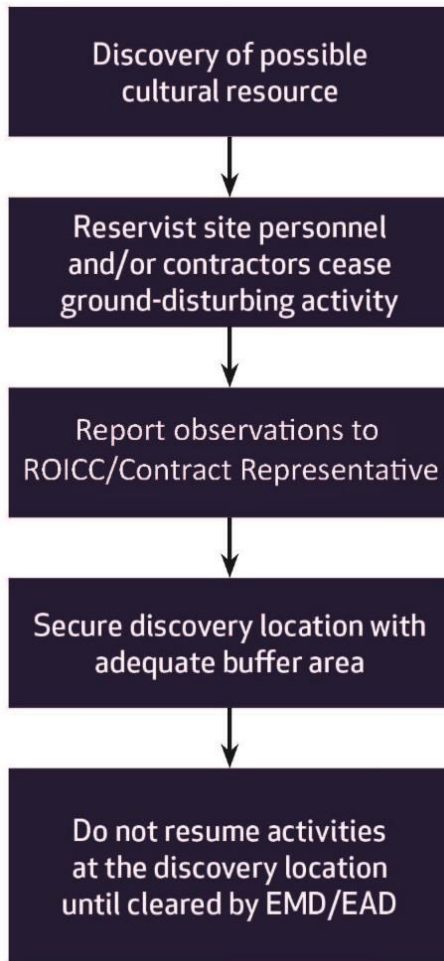 Discovery of possible
cultural resource
Reservist site personnel
and/or contractors cease
ground-disturbing activity
Report observations to
ROICC/Contract Representative
Secure discovery location with
adequate buffer area
Do not resume activities
at the discovery location
until cleared by EMD/EAD